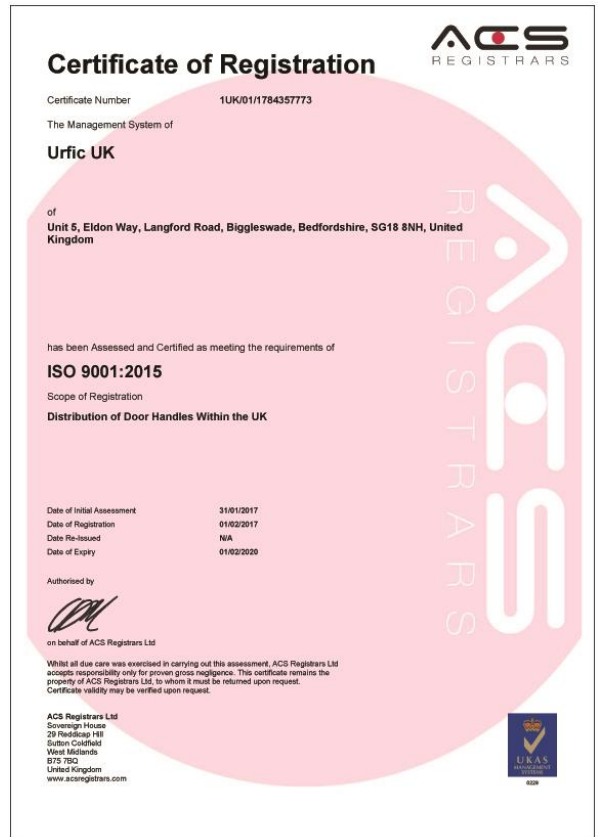 ACS
REGISTRARS
Certificate of Registration
Certificate Number 1UK/01/1784357773
The Management System of
Urfic UK
of
Unit 5, Eldon Way, Langford Road, Biggleswade, Bedfordshire, SG18 8NH, United
Kingdom
has been Assessed and Certified as meeting the requirements of
ISO 9001:2015
Scope of Registration
Distribution of Door Handles Within the UK
Date of Initial Assessment 31/01/2017
Date of Registration 01/02/2017
Date Re-Issued N/A
Date of Expiry 01/02/2020
Authorised by
on behalf of ACS Registrars Ltd
Whilst all due care was exercised in carrying out this assessment, ACS Registrars Ltd
accepts responsibility only for proven gross negligence. This certificate remains the
property of ACS Registrars Ltd, to whom it must be returned upon request.
Certificate validity may be verified upon request.
ACS Registrars Ltd
Sovereign House
29 Reddicap Hill
Sutton Coldfield
West Midlands
B75 7BQ
United Kingdom
www.acsregistrars.com
ACS
REGISTRARS
UKAS
MANAGEMENT
SYSTEMS
0229